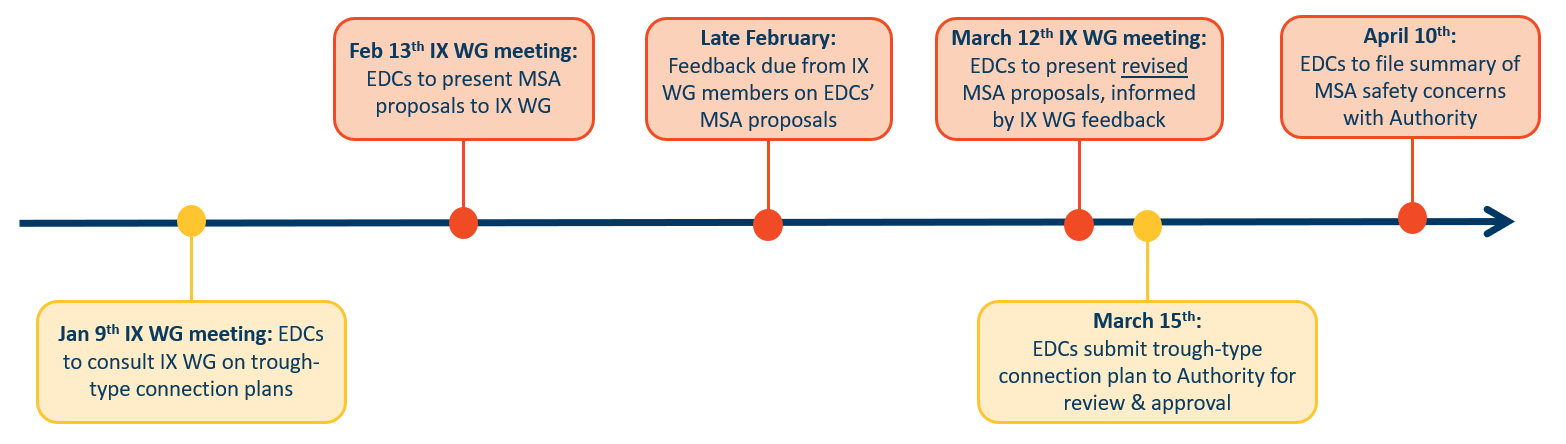 Feb 13th IX WG meeting:
EDCs to present MSA
proposals to IX WG
Late February:
Feedback due from IX
WG members on EDCs’
MSA proposals
March 12th IX WG meeting:
EDCs to present revised
MSA proposals, informed
by IX WG feedback
April 10th:
EDCs to file summary of
MSA safety concerns
with Authority
Jan 9th IX WG meeting: EDCs
to consult IX WG on trough-
type connection plans
March 15th:
EDCs submit trough-type
connection plan to Authority for
review & approval